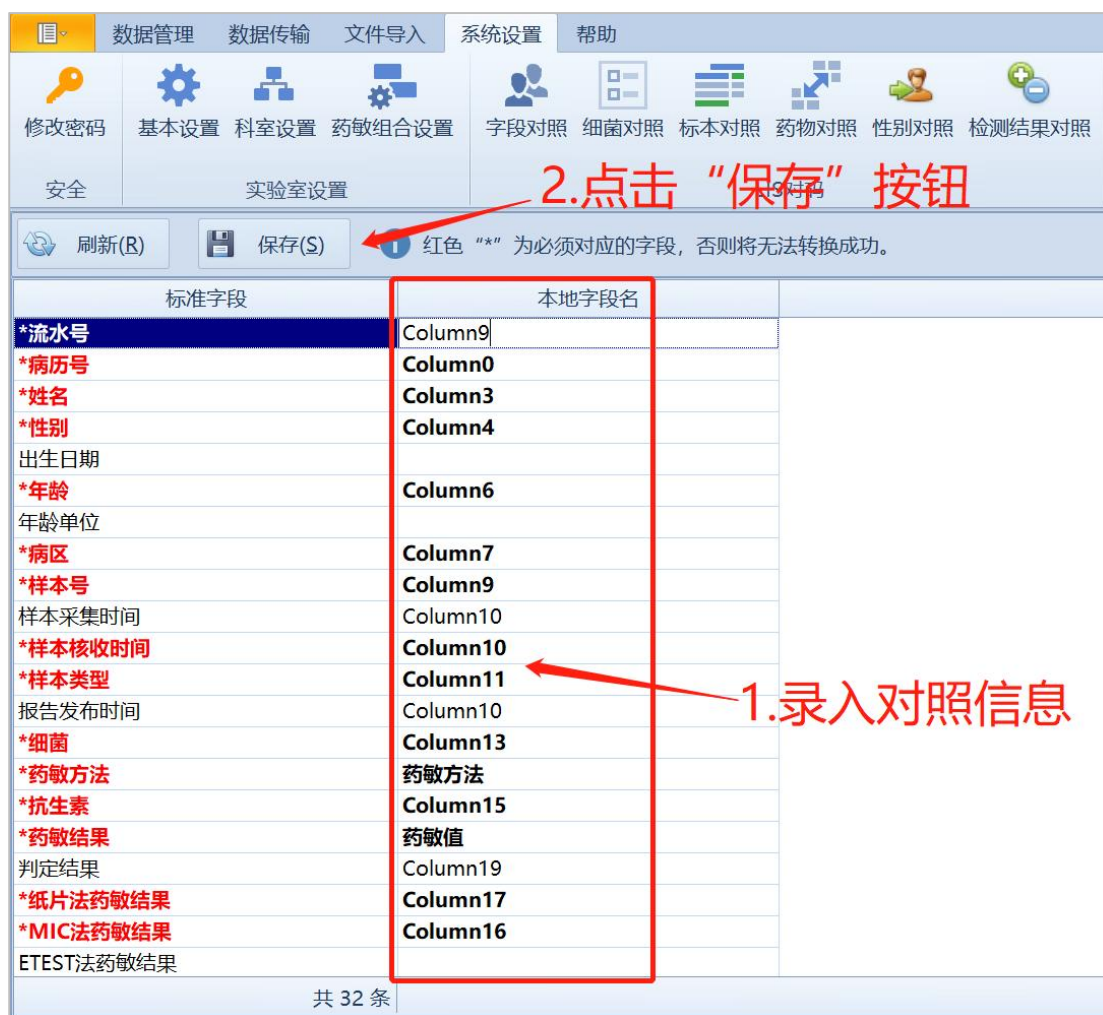 数据管理 数据传输 文件导入 系统设置 帮助
修改密码 基本设置 科室设置 药敏组合设置 字段对照 细菌对照 标本对照 药物对照 性别对照 检测结果对照
安全 实验室设置 对码
2.点击“保存”按钮
刷新(R) 保存(S) 红色“*”为必须对应的字段，否则将无法转换成功。
标准字段 本地字段名
*流水号 Column9
*病历号 Column0
*姓名 Column3
*性别 Column4
出生日期
*年龄 Column6
年龄单位
*病区 Column7
*样本号 Column9
样本采集时间 Column10
*样本核收时间 Column10
*样本类型 Column11
1.录入对照信息
报告发布时间 Column10
*细菌 Column13
*药敏方法 药敏方法
*抗生素 Column15
*药敏结果 药敏值
判定结果 Column19
*纸片法药敏结果 Column17
*MIC法药敏结果 Column16
ETEST法药敏结果
共 32 条